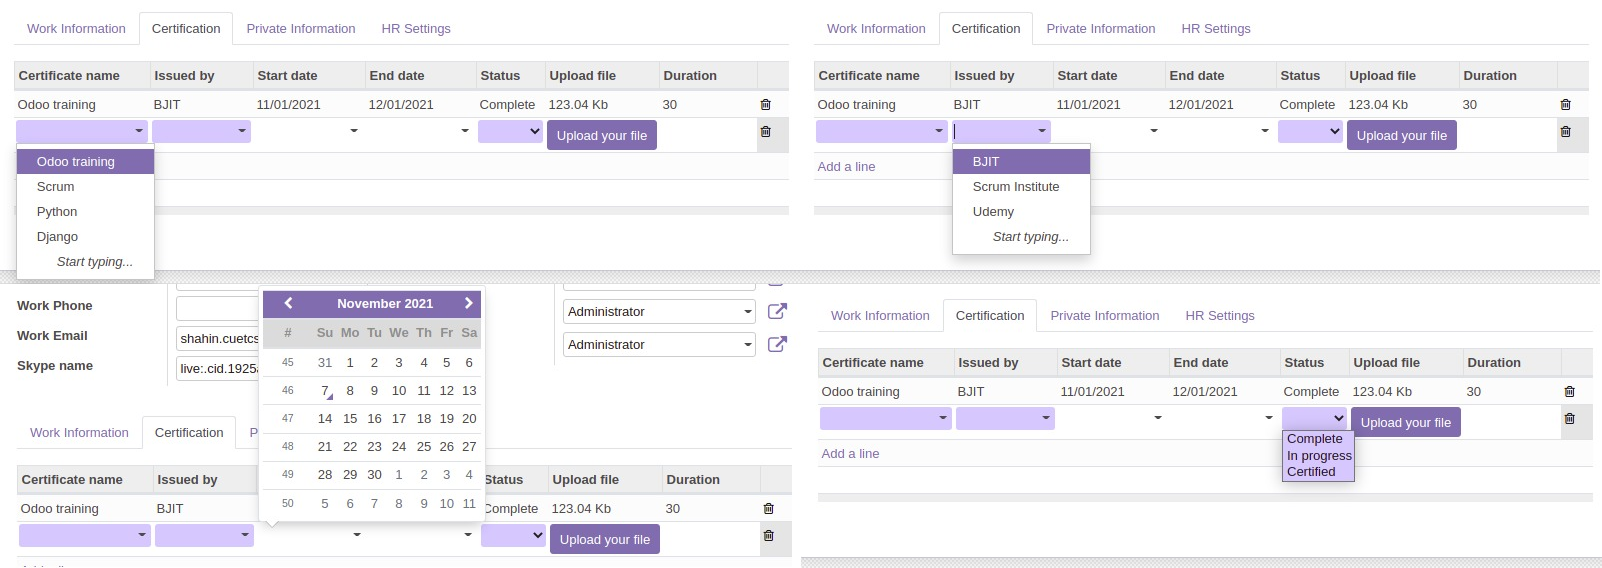 Work Information Certification Private Information HR Settings
Certificate name Issued by Start date End date Status Upload file Duration
Odoo training BJIT 11/01/2021 12/01/2021 Complete 123.04 Kb 30
Upload your file
Odoo training
Scrum
Python
Django
Start typing...
Work Information Certification Private Information HR Settings
Certificate name Issued by Start date End date Status Upload file Duration
Odoo training BJIT 11/01/2021 12/01/2021 Complete 123.04 Kb 30
Upload your file
BJIT
Add a line
Scrum Institute
Udemy
Start typing...
Work Phone
Work Email shahin.cuetcs
Skype name live:.cid.1925
Administrator
Administrator
November 2021
# Su Mo Tu We Th Fr Sa
45 31 1 2 3 4 5 6
46 7 8 9 10 11 12 13
47 14 15 16 17 18 19 20
48 21 22 23 24 25 26 27
49 28 29 30 1 2 3 4
50 5 6 7 8 9 10 11
Work Information Certification P
Certificate name Issued by Status Upload file Duration
Odoo training BJIT Complete 123.04 Kb 30
Upload your file
Work Information Certification Private Information HR Settings
Certificate name Issued by Start date End date Status Upload file Duration
Odoo training BJIT 11/01/2021 12/01/2021 Complete 123.04 Kb 30
Upload your file
Complete
In progress
Certified
Add a line